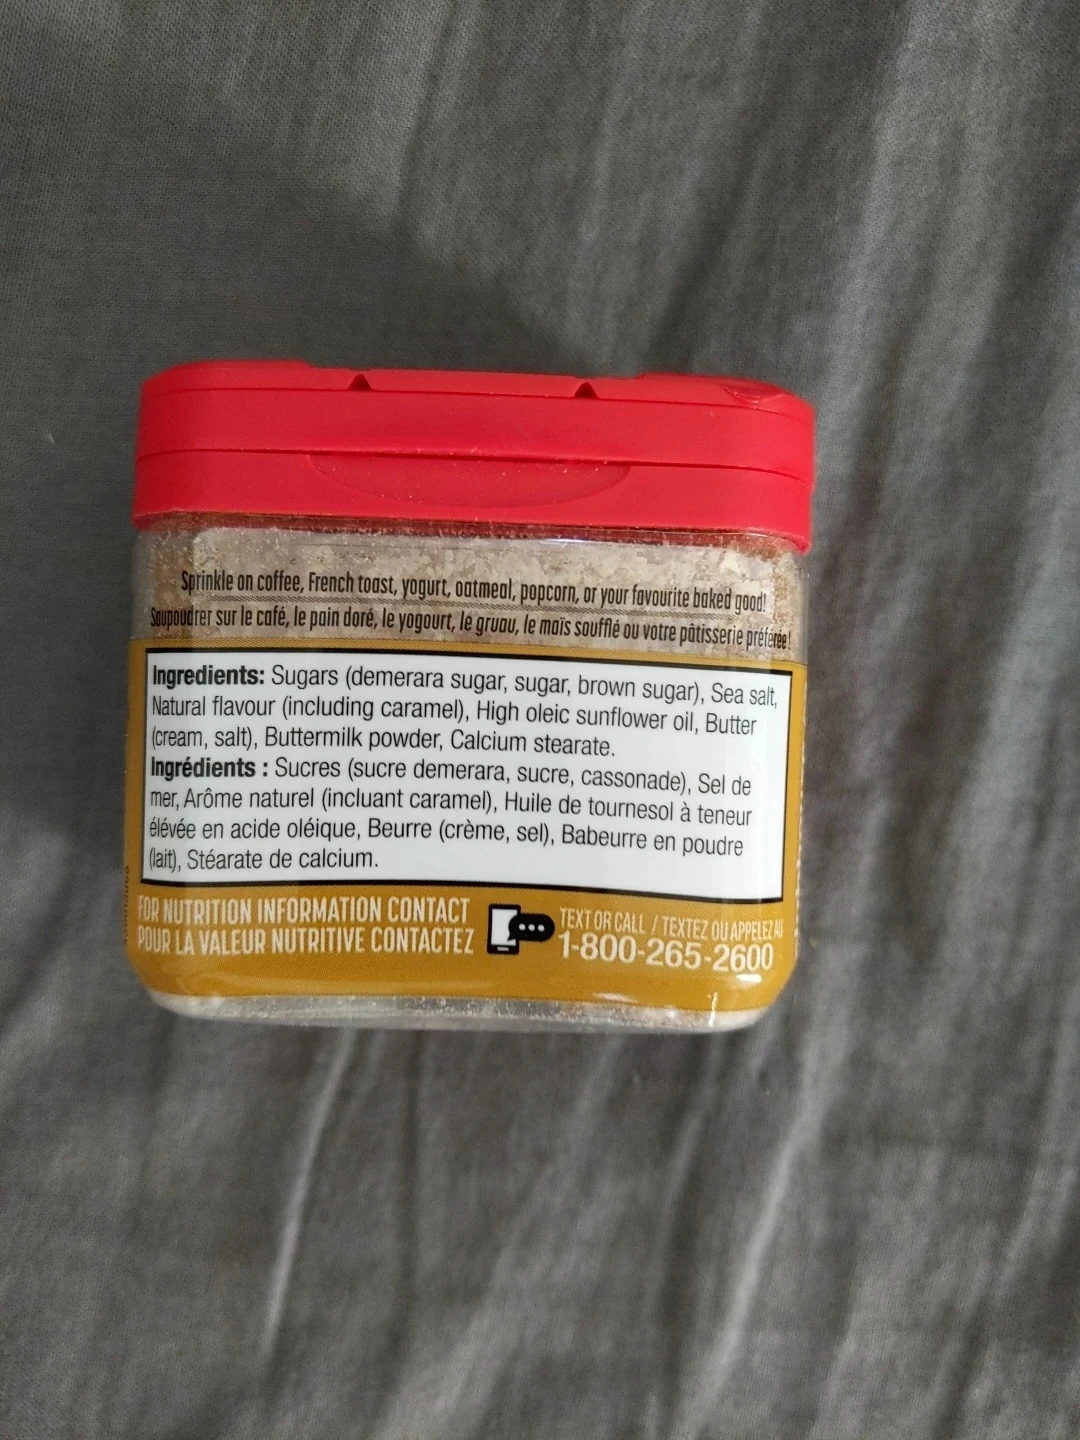 Sprinkle on coffee, French toast, yogurt, oatmeal, popcorn, or your favourite baked good!
Saupoudrer sur le café, le pain doré, le yogourt, le gruau, le maïs soufflé ou votre pâtisserie préférée!
Ingredients: Sugars (demerara sugar, sugar, brown sugar), Sea salt,
Natural flavour (including caramel), High oleic sunflower oil, Butter
(cream, salt), Buttermilk powder, Calcium stearate.
Ingrédients : Sucres (sucre demerara, sucre, cassonade), Sel de
mer, Arôme naturel (incluant caramel), Huile de tournesol à teneur
élévée en acide oléique, Beurre (crème, sel), Babeurre en poudre
(lait), Stéarate de calcium.
FOR NUTRITION INFORMATION CONTACT
POUR LA VALEUR NUTRITIVE CONTACTEZ
TEXT OR CALL / TEXTEZ OU APPELEZ AU
1-800-265-2600